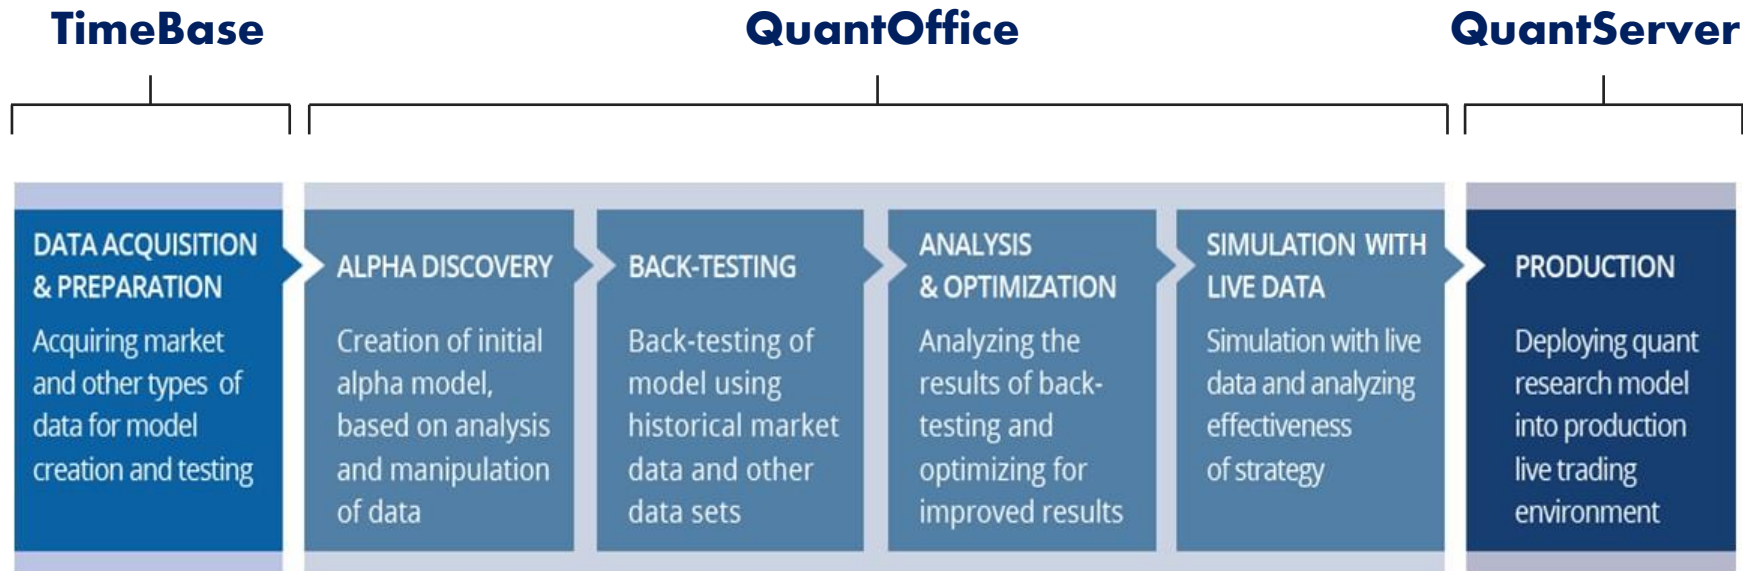 TimeBase
QuantOffice
QuantServer
DATA ACQUISITION
& PREPARATION
Acquiring market
and other types of
data for model
creation and testing
ALPHA DISCOVERY
Creation of initial
alpha model,
based on analysis
and manipulation
of data
BACK-TESTING
Back-testing of
model using
historical market
data and other
data sets
ANALYSIS
& OPTIMIZATION
Analyzing the
results of back-
testing and
optimizing for
improved results
SIMULATION WITH
LIVE DATA
Simulation with live
data and analyzing
effectiveness
of strategy
PRODUCTION
Deploying quant
research model
into production
live trading
environment